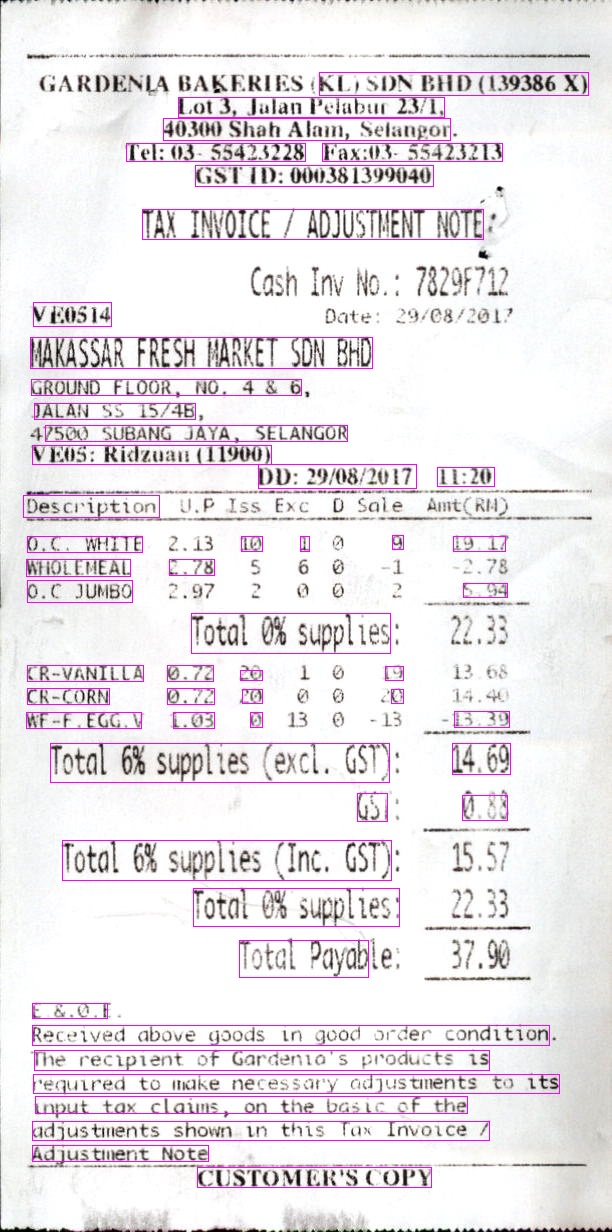 GARDENIA BAKERIES (KL) SDN BHD (139386 X)
Lot 3, Jalan Pelabur 23/1,
40300 Shah Alam, Selangor.
Tel: 03- 55423228 Fax:03- 55423213
GST ID: 000381399040
TAX INVOICE / ADJUSTMENT NOTE:
Cash Inv No.: 7829F712
VE0514 Date: 29/08/2017
MAKASSAR FRESH MARKET SDN BHD
GROUND FLOOR, NO. 4 & 6,
JALAN SS 15/4B,
47500 SUBANG JAYA, SELANGOR
VE05: Ridzuan (11900)
DD: 29/08/2017 11:20
Description U.P Iss Exc D Sale Amt(RM)
O.C. WHITE 2.13 10 1 0 9 19.17
WHOLEMEAL 2.78 5 6 0 -1 -2.78
O.C JUMBO 2.97 2 0 0 2 5.94
Total 0% supplies: 22.33
CR-VANILLA 0.72 20 1 0 19 13.68
CR-CORN 0.72 20 0 0 20 14.40
WF-F.EGG.V 1.03 0 13 0 -13 -13.39
Total 6% supplies (excl. GST): 14.69
GST: 0.88
Total 6% supplies (Inc. GST): 15.57
Total 0% supplies: 22.33
Total Payable: 37.90
E.&.O.E.
Received above goods in good order condition.
The recipient of Gardenia's products is
required to make necessary adjustments to its
input tax claims, on the basic of the
adjustments shown in this Tax Invoice /
Adjustment Note
CUSTOMER'S COPY